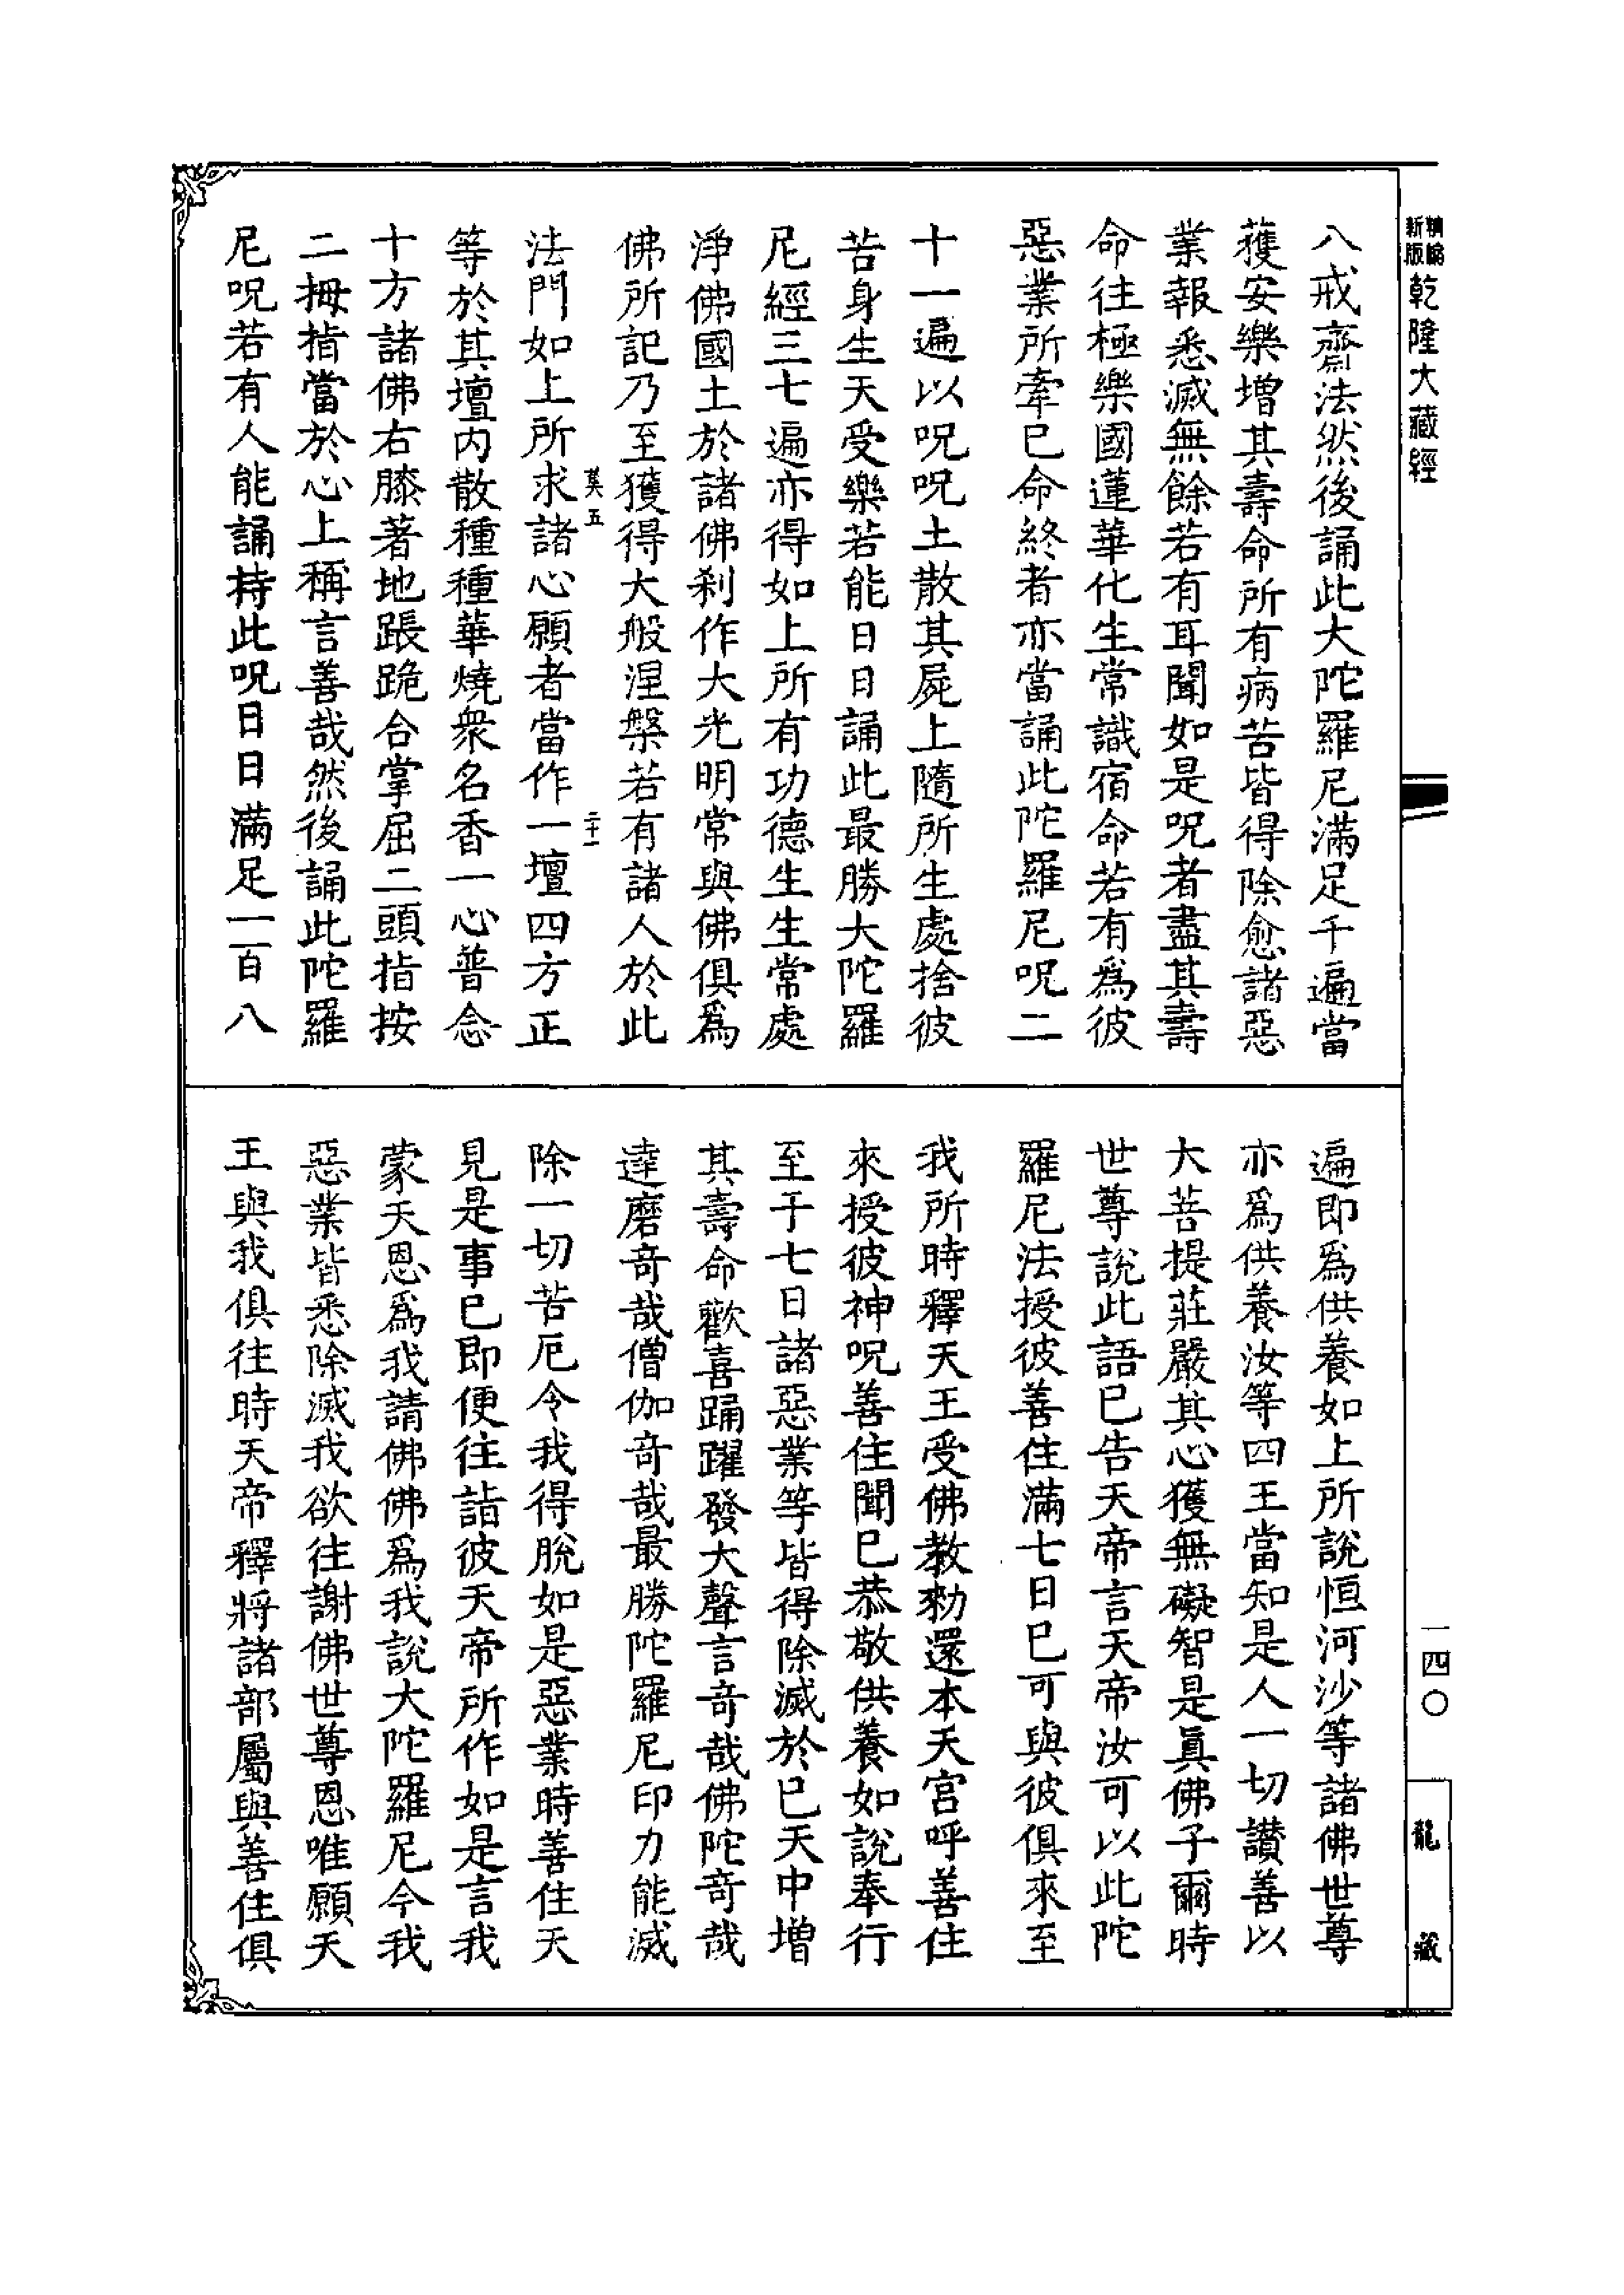 新編
新版
乾隆大藏經
八戒齋法然後誦此大陀羅尼滿足千遍當
獲安樂增其壽命所有病苦皆得除愈諸惡
業報悉滅無餘若有耳聞如是呪者盡其壽
命往極樂國蓮華化生常識宿命若有爲彼
惡業所牽已命終者亦當誦此陀羅尼呪二
十一遍以呪呪土散其屍上隨所生處捨彼
苦身生天受樂若能日日誦此最勝大陀羅
尼經三七遍亦得如上所有功德生生常處
淨佛國土於諸佛剎作大光明常與佛俱爲
佛所記乃至獲得大般涅槃若有諸人於此
莫五
二十一
法門如上所求諸心願者當作一壇四方正
等於其壇內散種種華燒衆名香一心普念
十方諸佛右膝著地䠆跪合掌屈二頭指按
二拇指當於心上稱言善哉然後誦此陀羅
尼呪若有人能誦持此呪日日滿足一百八
遍即爲供養如上所說恒河沙等諸佛世尊
亦爲供養汝等四王當知是人一切讚善以
大菩提莊嚴其心獲無礙智是眞佛子爾時
世尊說此語已告天帝言天帝汝可以此陀
羅尼法授彼善住滿七日已可與彼俱來至
我所時釋天王受佛教勑還本天宮呼善住
來授彼神呪善住聞已恭敬供養如說奉行
至于七日諸惡業等皆得除滅於已天中增
其壽命歡喜踊躍發大聲言奇哉佛陀奇哉
達磨奇哉僧伽奇哉最勝陀羅尼印力能滅
除一切苦厄令我得脫如是惡業時善住天
見是事已即便往詣彼天帝所作如是言我
蒙天恩爲我請佛佛爲我說大陀羅尼今我
惡業皆悉除滅我欲往謝佛世尊恩唯願天
王與我俱往時天帝釋將諸部屬與善住俱
一四〇
龍藏